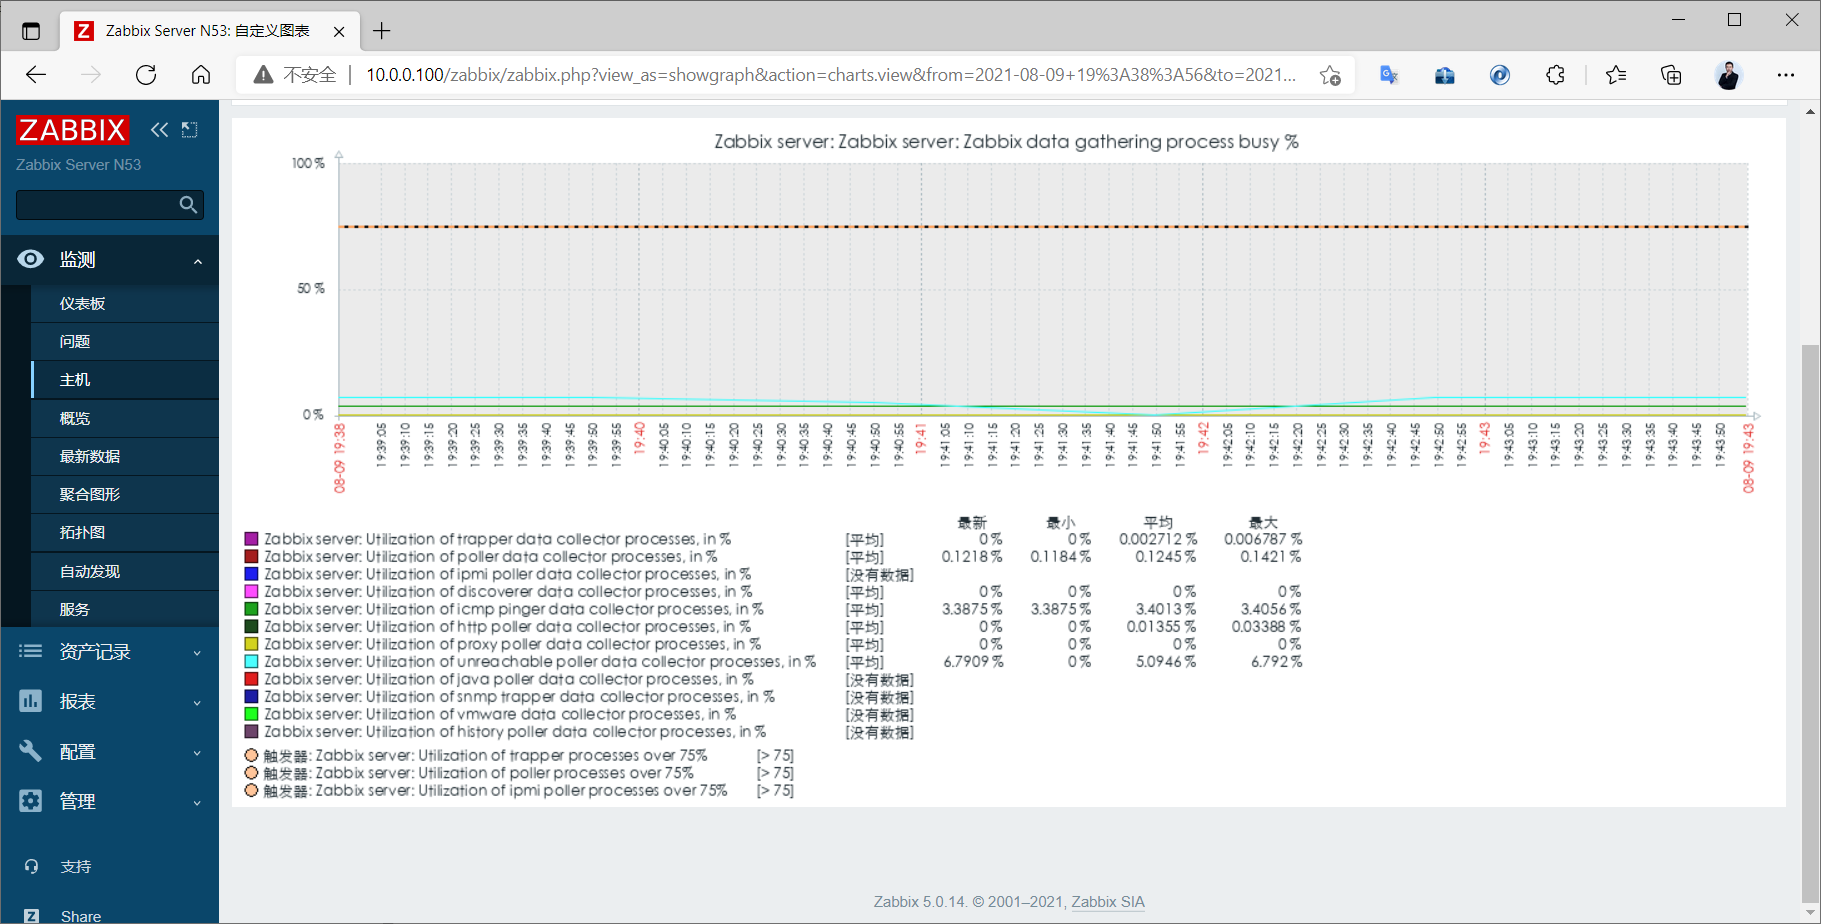 Zabbix Server N53: 自定义图表
不安全 | 10.0.0.100/zabbix/zabbix.php?view_as=showgraph&action=charts.view&from=2021-08-09+19%3A38%3A56&to=2021...
ZABBIX
Zabbix Server N53
监测
仪表板
问题
主机
概览
最新数据
聚合图形
拓扑图
自动发现
服务
资产记录
报表
配置
管理
支持
Share
Zabbix server: Zabbix server: Zabbix data gathering process busy %
100 %
50 %
0 %
08-09 19:38 19:39:05 19:39:10 19:39:15 19:39:20 19:39:25 19:39:30 19:39:35 19:39:40 19:39:45 19:39:50 19:39:55 19:40 19:40:05 19:40:10 19:40:15 19:40:20 19:40:25 19:40:30 19:40:35 19:40:40 19:40:45 19:40:50 19:40:55 19:41 19:41:05 19:41:10 19:41:15 19:41:20 19:41:25 19:41:30 19:41:35 19:41:40 19:41:45 19:41:50 19:41:55 19:42 19:42:05 19:42:10 19:42:15 19:42:20 19:42:25 19:42:30 19:42:35 19:42:40 19:42:45 19:42:50 19:42:55 19:43 19:43:05 19:43:10 19:43:15 19:43:20 19:43:25 19:43:30 19:43:35 19:43:40 19:43:45 19:43:50 08-09 19:43
最新 最小 平均 最大
Zabbix server: Utilization of trapper data collector processes, in % [平均] 0 % 0 % 0.002712 % 0.006787 %
Zabbix server: Utilization of poller data collector processes, in % [平均] 0.1218 % 0.1184 % 0.1245 % 0.1421 %
Zabbix server: Utilization of ipmi poller data collector processes, in % [没有数据]
Zabbix server: Utilization of discoverer data collector processes, in % [平均] 0 % 0 % 0 % 0 %
Zabbix server: Utilization of icmp pinger data collector processes, in % [平均] 3.3875 % 3.3875 % 3.4013 % 3.4056 %
Zabbix server: Utilization of http poller data collector processes, in % [平均] 0 % 0 % 0.01355 % 0.03388 %
Zabbix server: Utilization of proxy poller data collector processes, in % [平均] 0 % 0 % 0 % 0 %
Zabbix server: Utilization of unreachable poller data collector processes, in % [平均] 6.7909 % 0 % 5.0946 % 6.792 %
Zabbix server: Utilization of java poller data collector processes, in % [没有数据]
Zabbix server: Utilization of snmp trapper data collector processes, in % [没有数据]
Zabbix server: Utilization of vmware data collector processes, in % [没有数据]
Zabbix server: Utilization of history poller data collector processes, in % [没有数据]
触发器: Zabbix server: Utilization of trapper processes over 75% [> 75]
触发器: Zabbix server: Utilization of poller processes over 75% [> 75]
触发器: Zabbix server: Utilization of ipmi poller processes over 75% [> 75]
Zabbix 5.0.14. © 2001–2021, Zabbix SIA